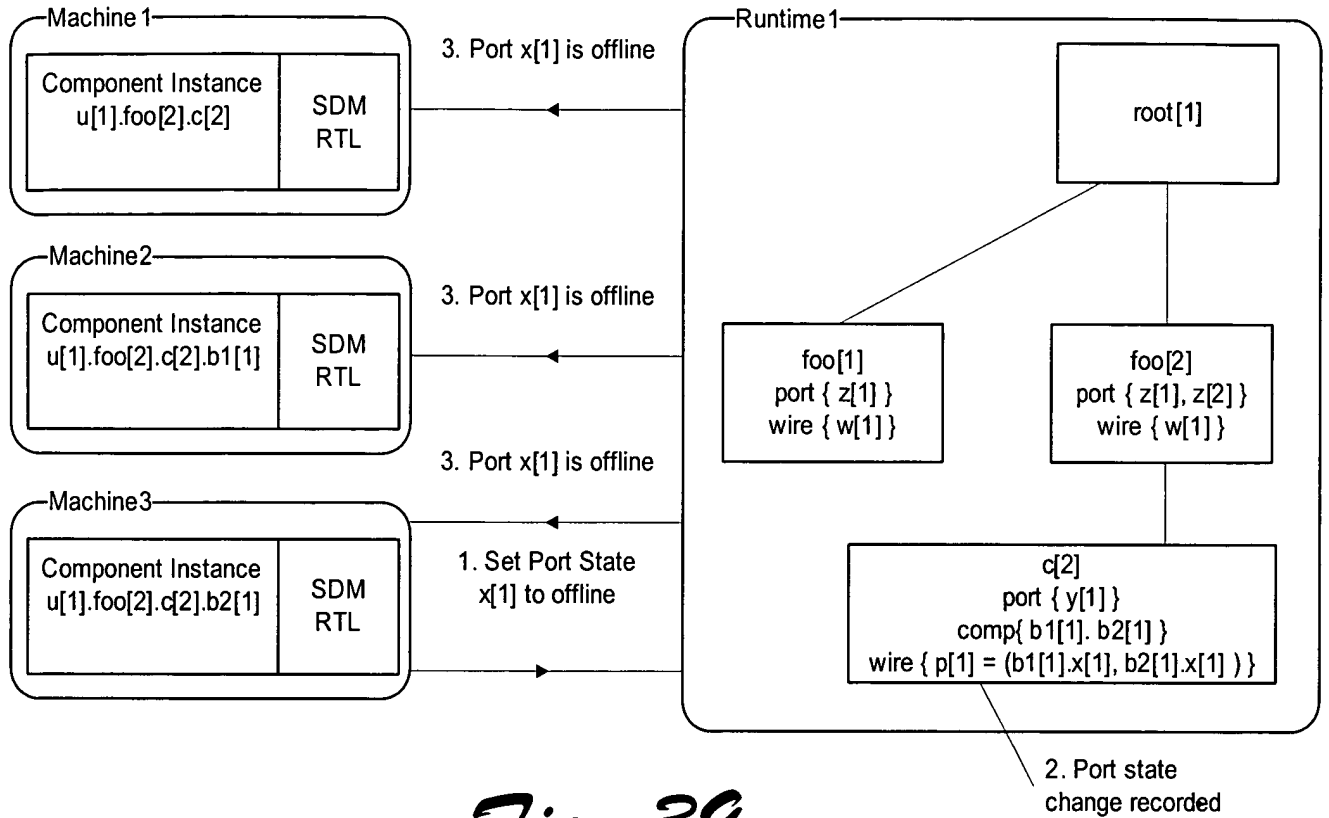 Machine1
Component Instance
u[1].foo[2].c[2]
SDM
RTL
3. Port x[1] is offline
Machine2
Component Instance
u[1].foo[2].c[2].b1[1]
SDM
RTL
3. Port x[1] is offline
3. Port x[1] is offline
Machine3
Component Instance
u[1].foo[2].c[2].b2[1]
SDM
RTL
1. Set Port State
x[1] to offline
Runtime1
root[1]
foo[1]
port { z[1] }
wire { w[1] }
foo[2]
port { z[1], z[2] }
wire { w[1] }
c[2]
port { y[1] }
comp{ b1[1]. b2[1] }
wire { p[1] = (b1[1].x[1], b2[1].x[1] ) }
2. Port state
change recorded